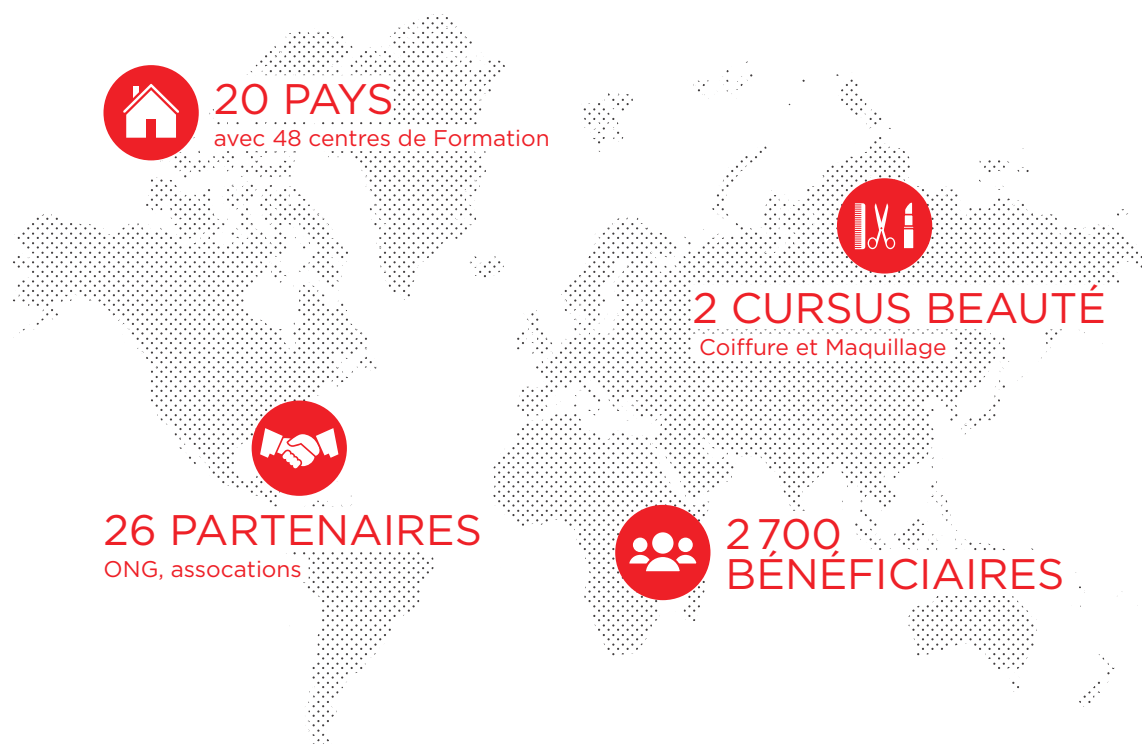 20 PAYS
avec 48 centres de Formation
2 CURSUS BEAUTÉ
Coiffure et Maquillage
26 PARTENAIRES
ONG, assocations
2 700
BÉNÉFICIAIRES